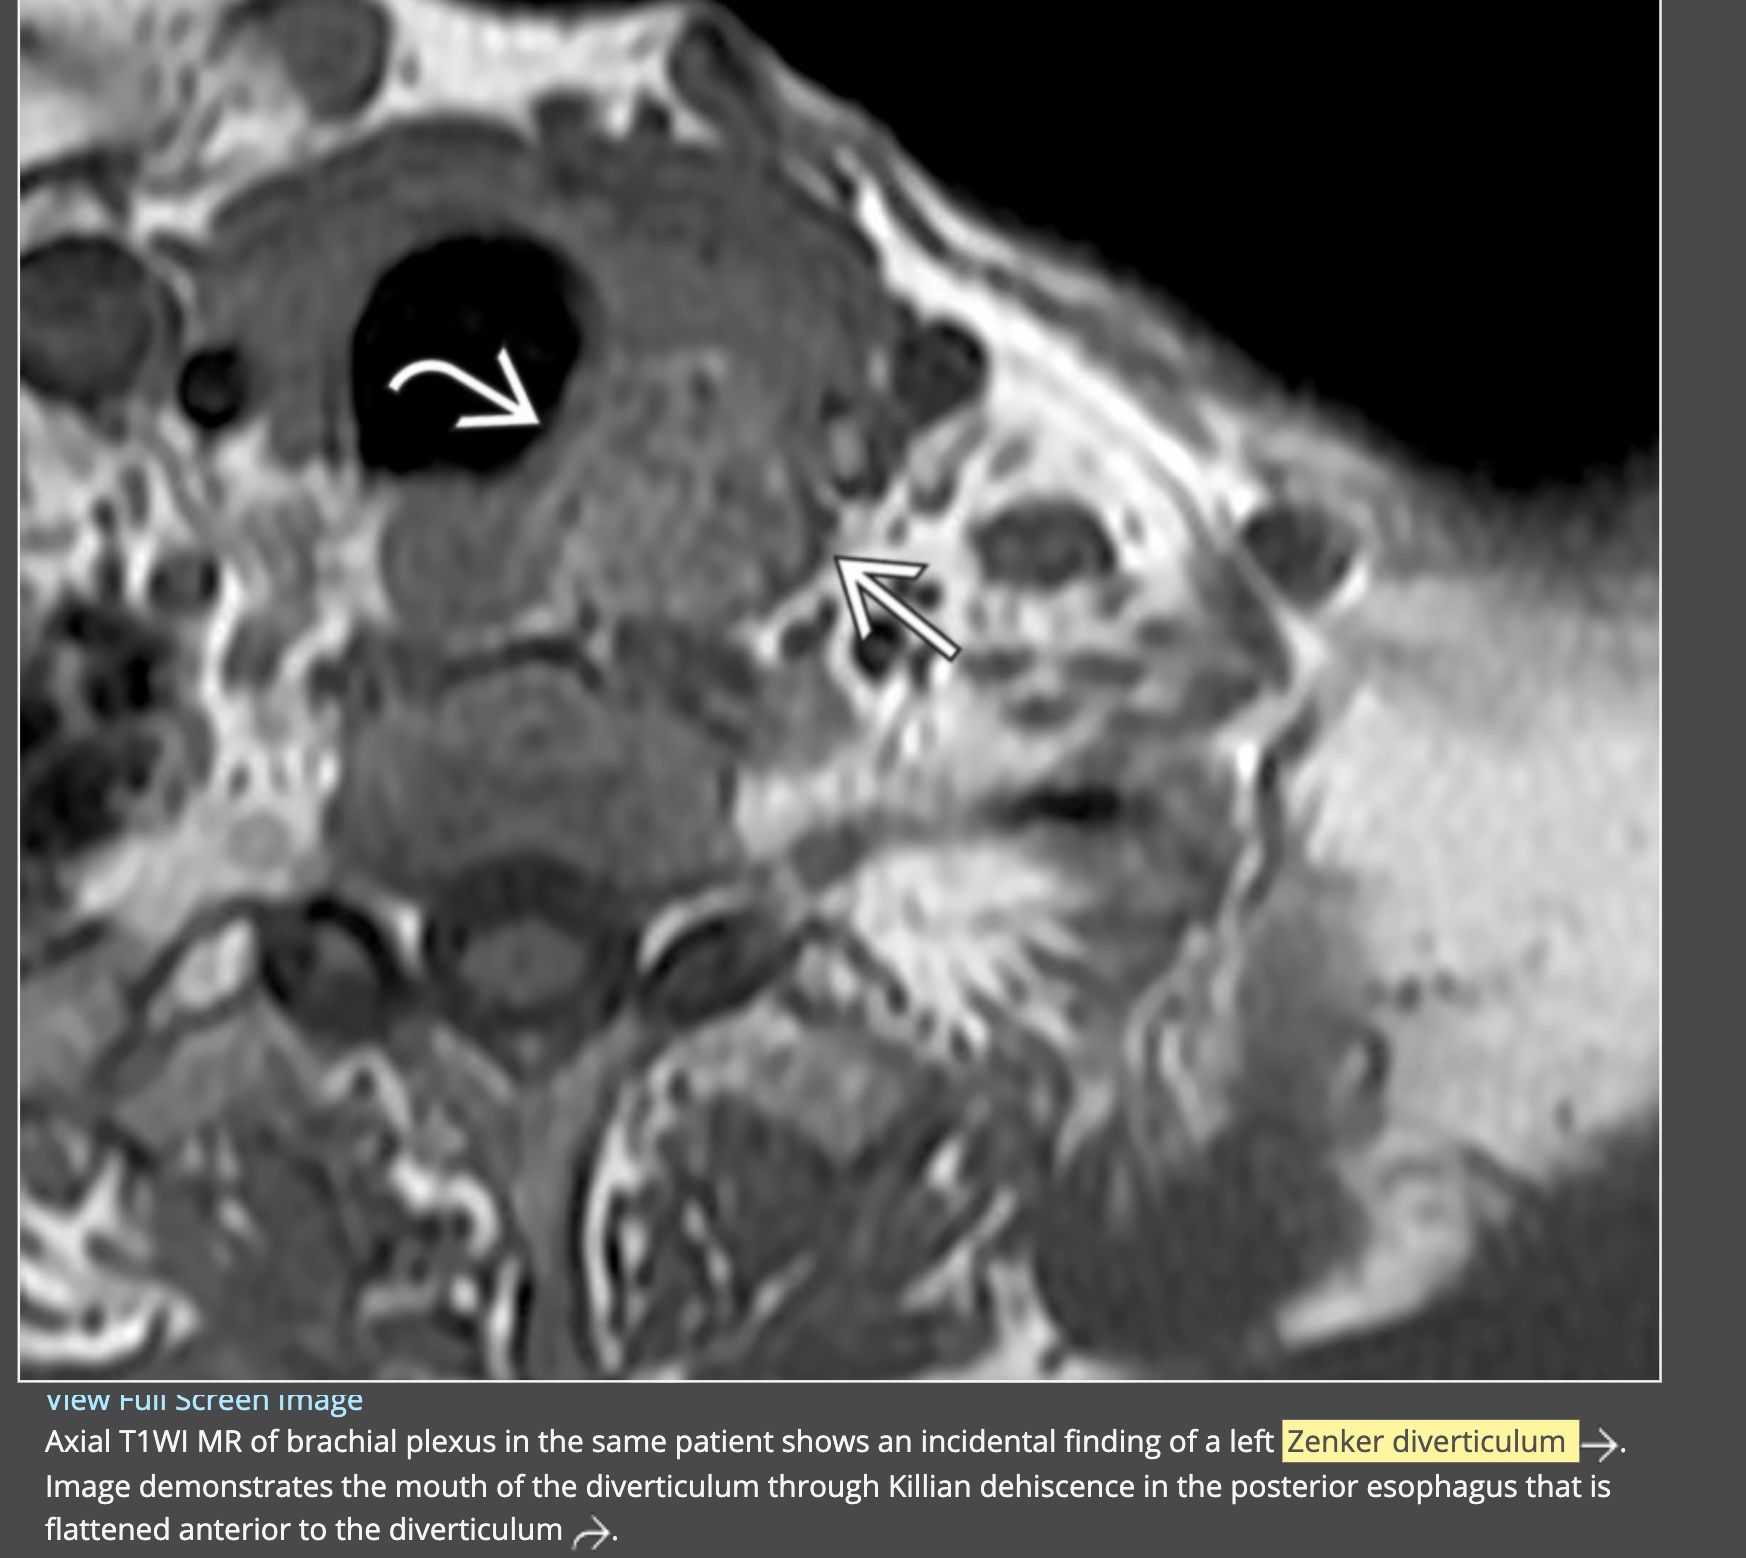 View Full Screen Image
Axial T1WI MR of brachial plexus in the same patient shows an incidental finding of a left Zenker diverticulum →.
Image demonstrates the mouth of the diverticulum through Killian dehiscence in the posterior esophagus that is
flattened anterior to the diverticulum ↷.